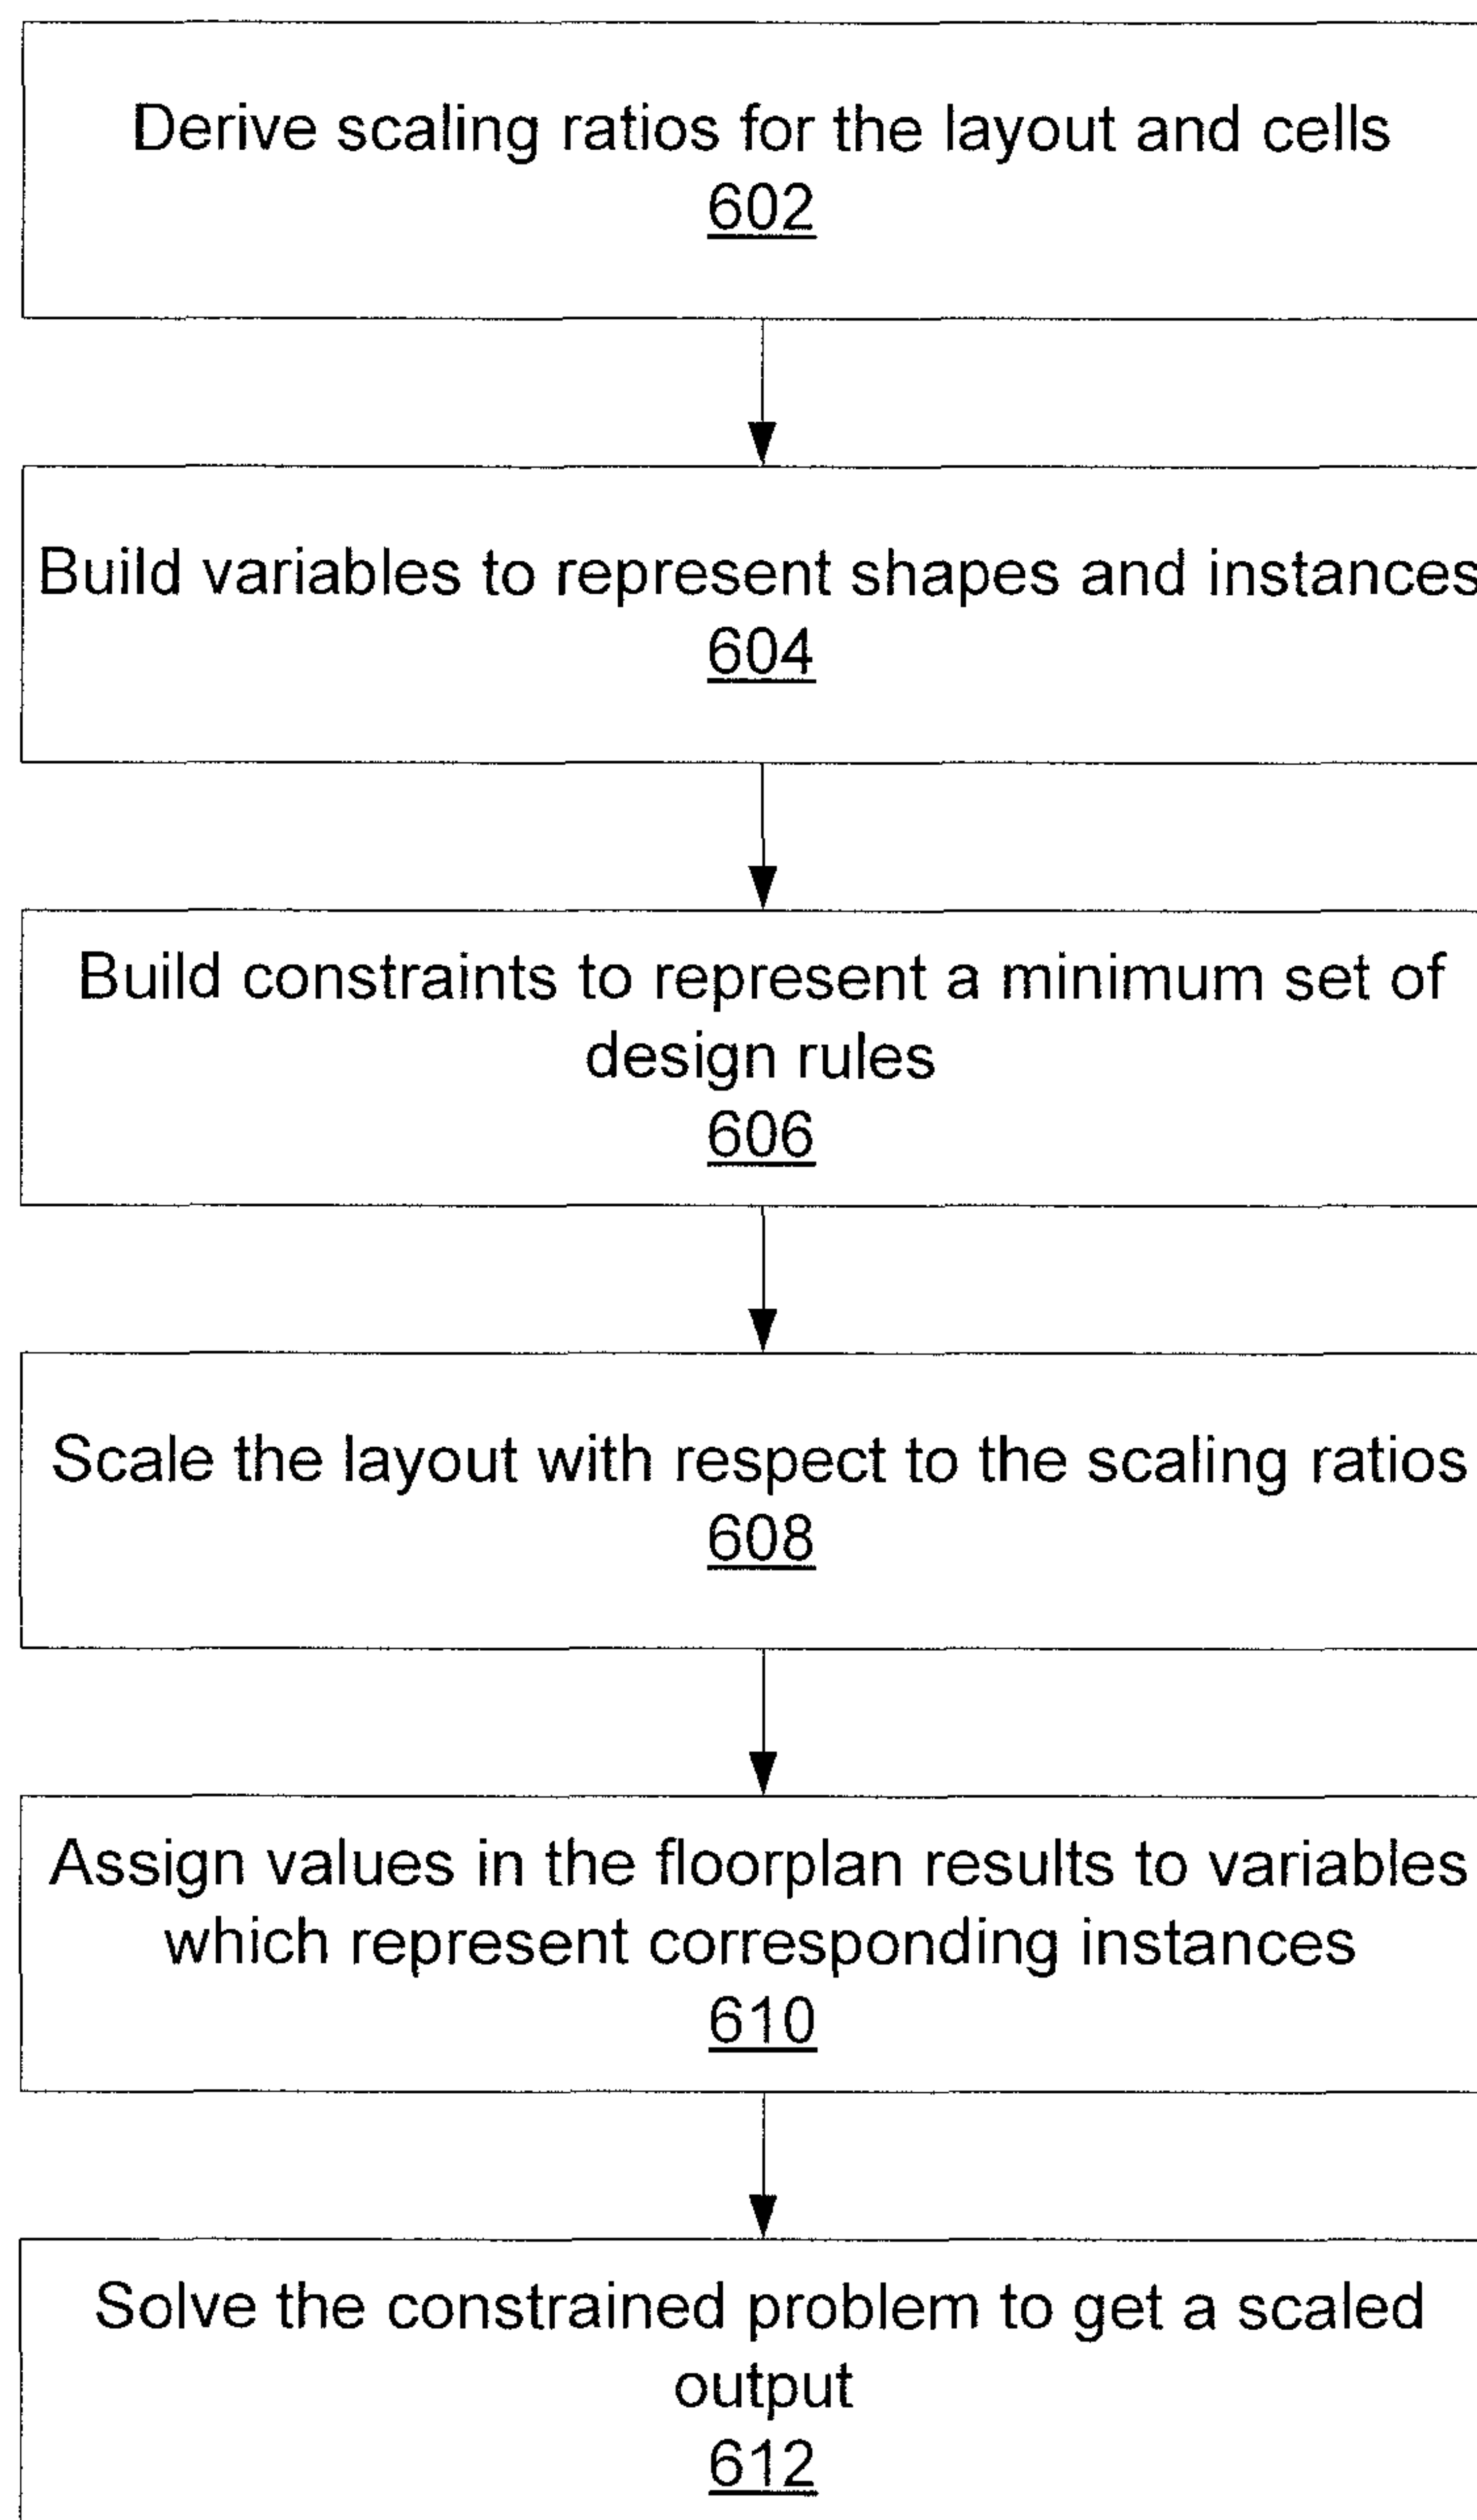 Derive scaling ratios for the layout and cells
602
Build variables to represent shapes and instances
604
Build constraints to represent a minimum set of
design rules
606
Scale the layout with respect to the scaling ratios
608
Assign values in the floorplan results to variables
which represent corresponding instances
610
Solve the constrained problem to get a scaled
output
612